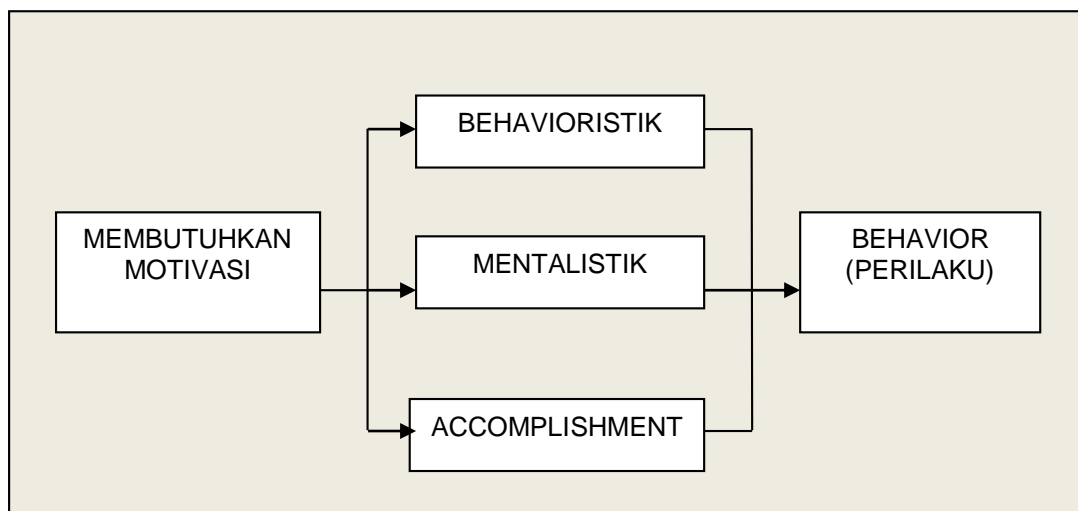 MEMBUTUHKAN
MOTIVASI
BEHAVIORISTIK
MENTALISTIK
ACCOMPLISHMENT
BEHAVIOR
(PERILAKU)